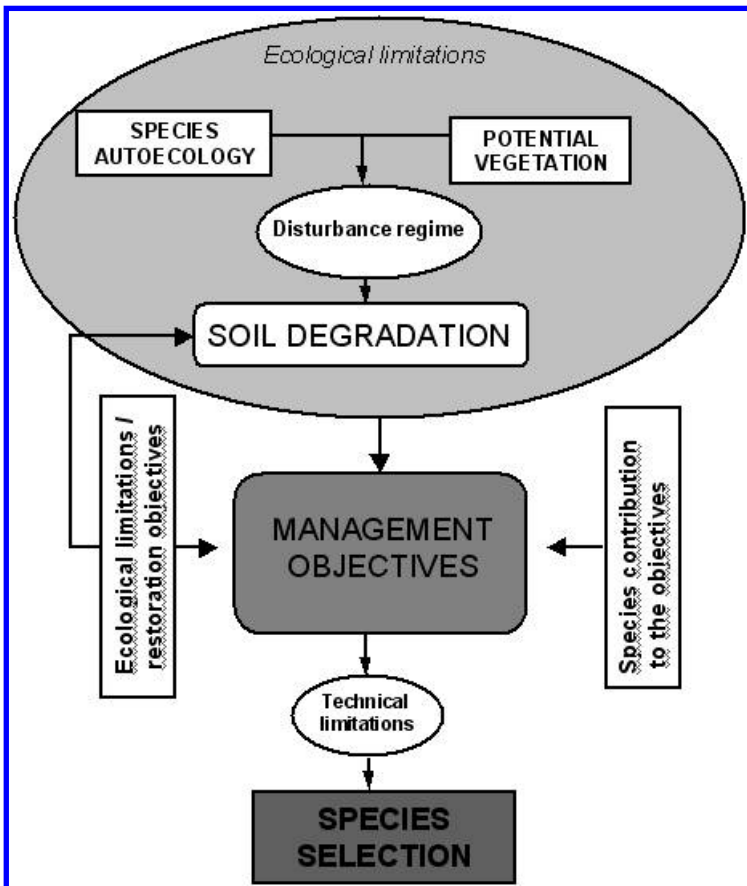 Ecological limitations
SPECIES
AUTOECOLOGY
POTENTIAL
VEGETATION
Disturbance regime
SOIL DEGRADATION
Ecological limitations /
restoration objectives
MANAGEMENT
OBJECTIVES
Species contribution
to the objectives
Technical
limitations
SPECIES
SELECTION